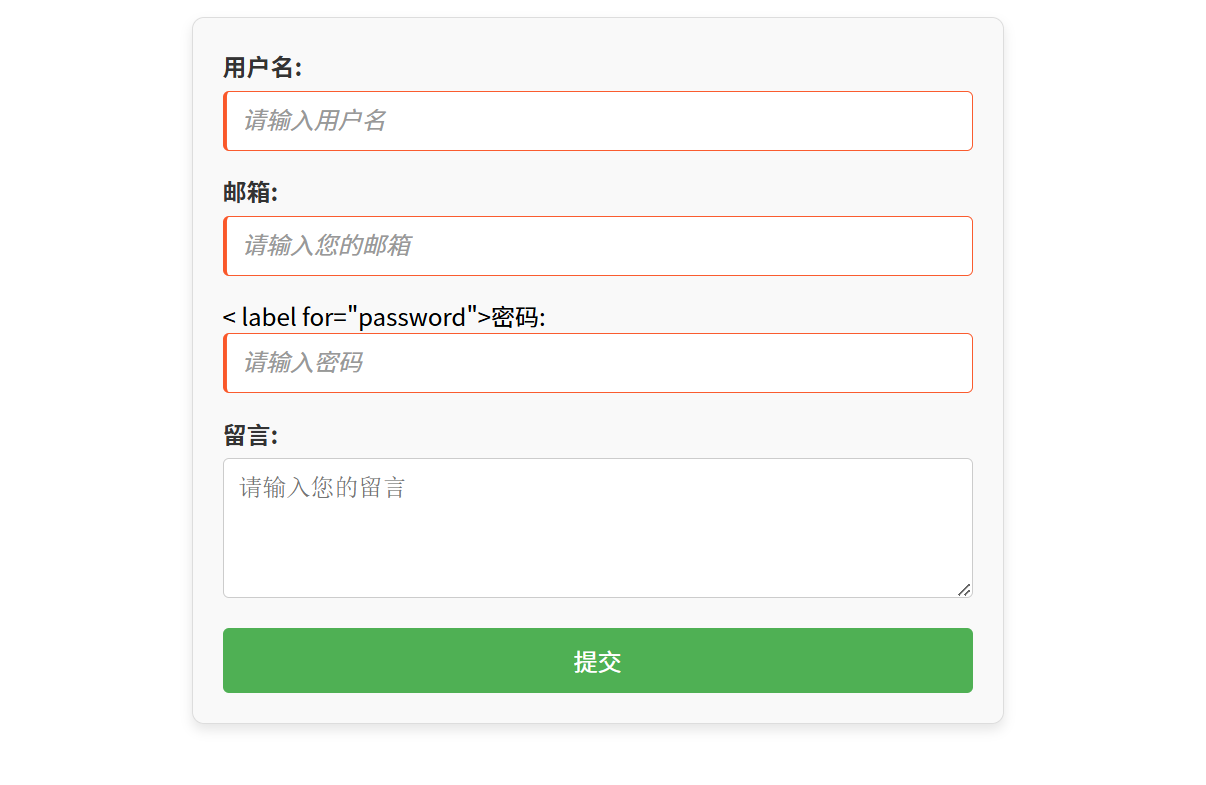 用户名:
请输入用户名
邮箱:
请输入您的邮箱
< label for="password">密码:
请输入密码
留言:
请输入您的留言
提交